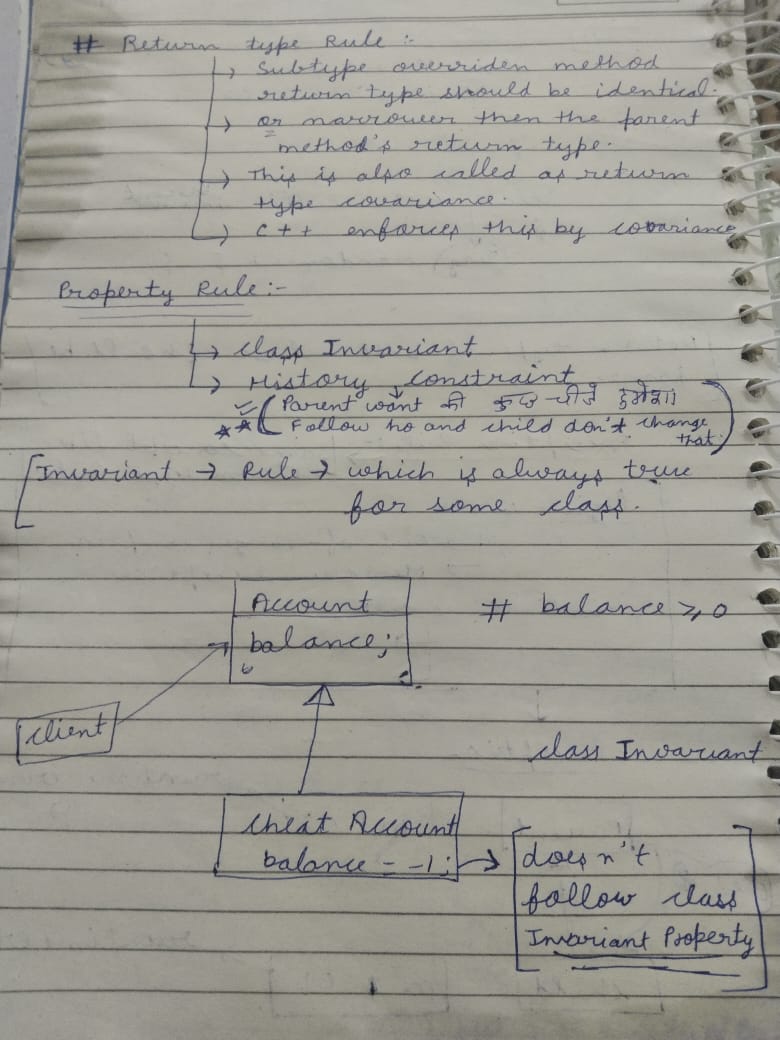 # Return type Rule :-
→ Subtype overriden method
return type should be identical.
→ or narrower then the parent
method's return type.
→ This is also called as return
type covariance.
→ C++ enforces this by covariance
Property Rule:-
→ Class Invariant
→ History constraint
(Parent want की कुछ चीजें हमेशा
Follow ho and child don't change
that)
[Invariant → Rule → which is always true
for some class.
Account
balance;
# balance ≥ 0
client
class Invariant
Cheat Account
balance = -1;
→ doesn't
follow class
Invariant Property